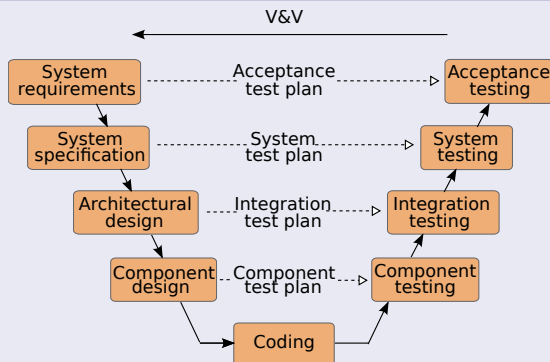 V&V
System
requirements
Acceptance
test plan
Acceptance
testing
System
specification
System
test plan
System
testing
Architectural
design
Integration
test plan
Integration
testing
Component
design
Component
test plan
Component
testing
Coding